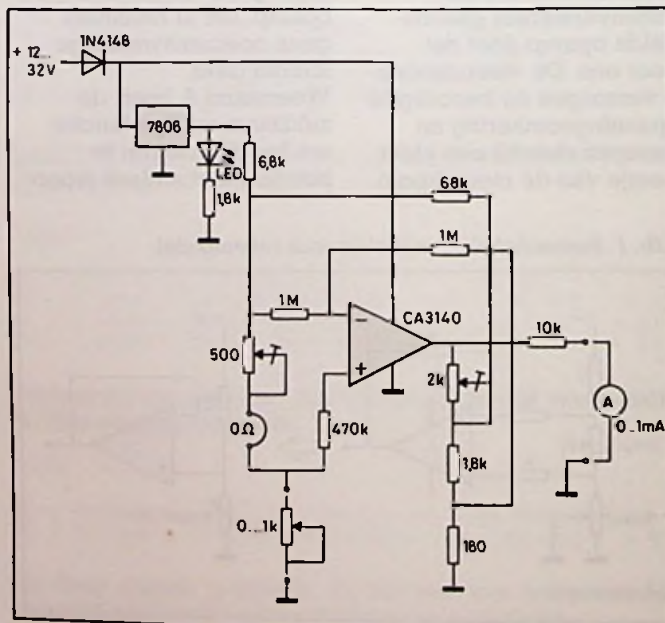 1N4148
+ 12...
32V
7806
LED
6,8k
1,8k
68k
1M
1M
CA3140
10k
500
2k
A
0...1mA
0Ω
470k
1,8k
0...1k
180